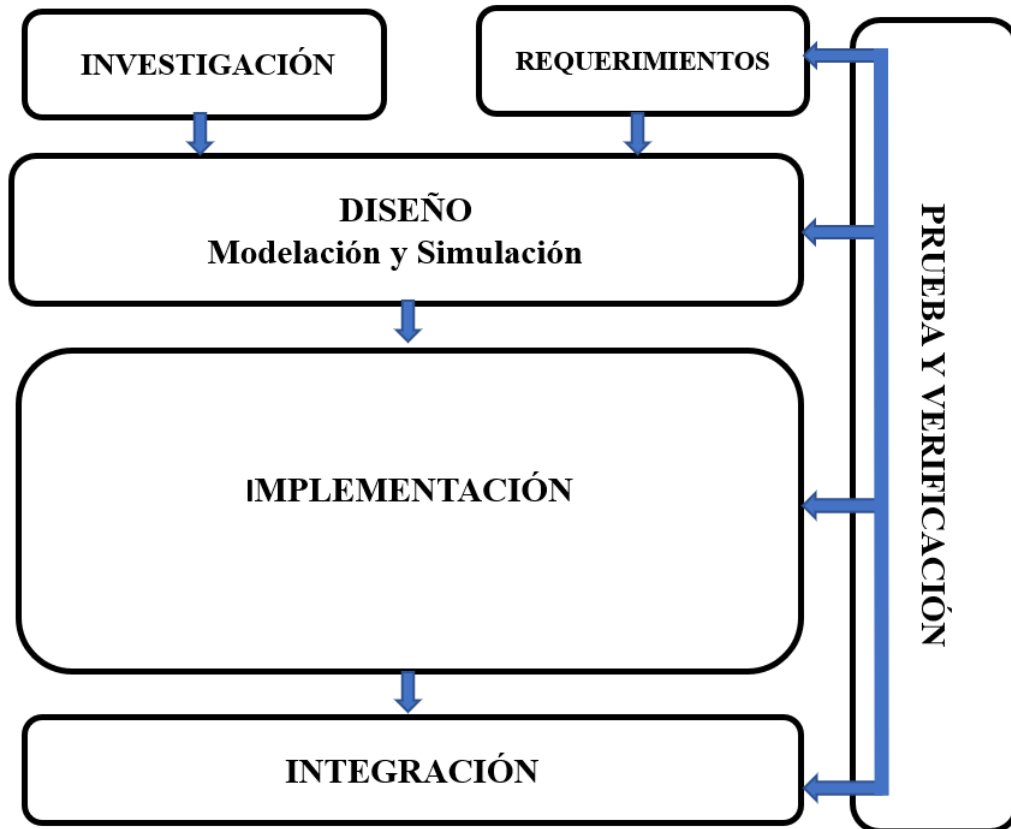 INVESTIGACIÓN
REQUERIMIENTOS
DISEÑO
Modelación y Simulación
IMPLEMENTACIÓN
INTEGRACIÓN
PRUEBA Y VERIFICACIÓN